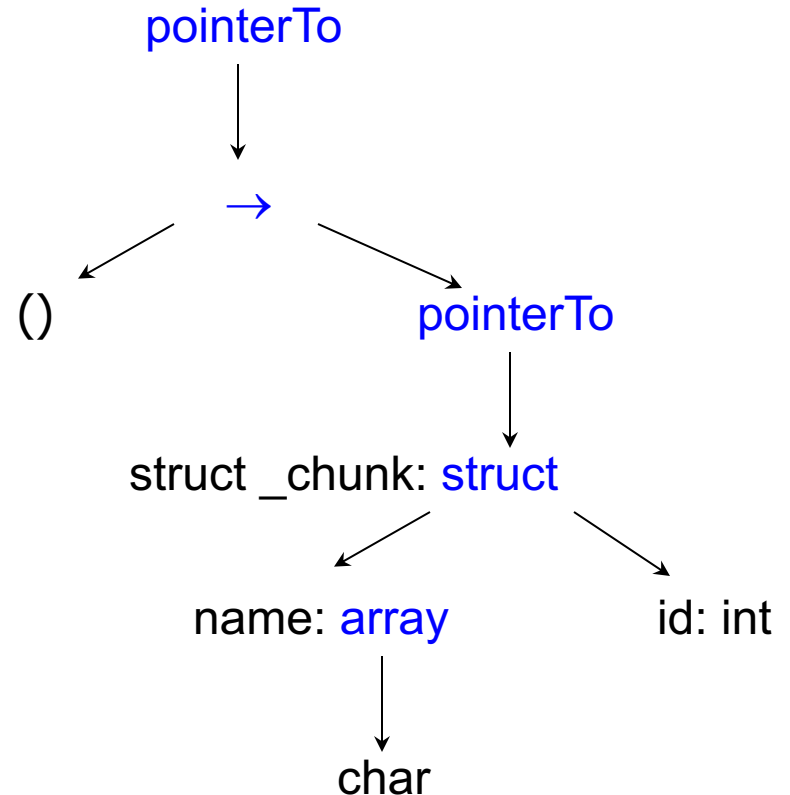 pointerTo
→
()
pointerTo
struct _chunk: struct
name: array
id: int
char